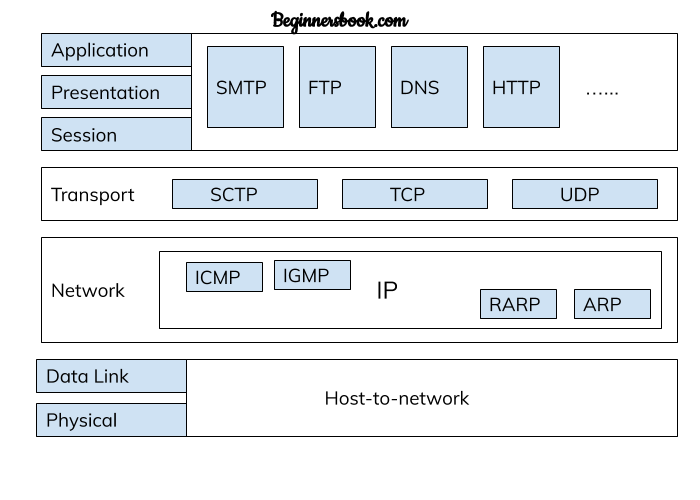 Beginnersbook.com
Application
Presentation
Session
SMTP FTP DNS HTTP ......
Transport SCTP TCP UDP
Network
ICMP IGMP IP
RARP ARP
Data Link
Physical
Host-to-network